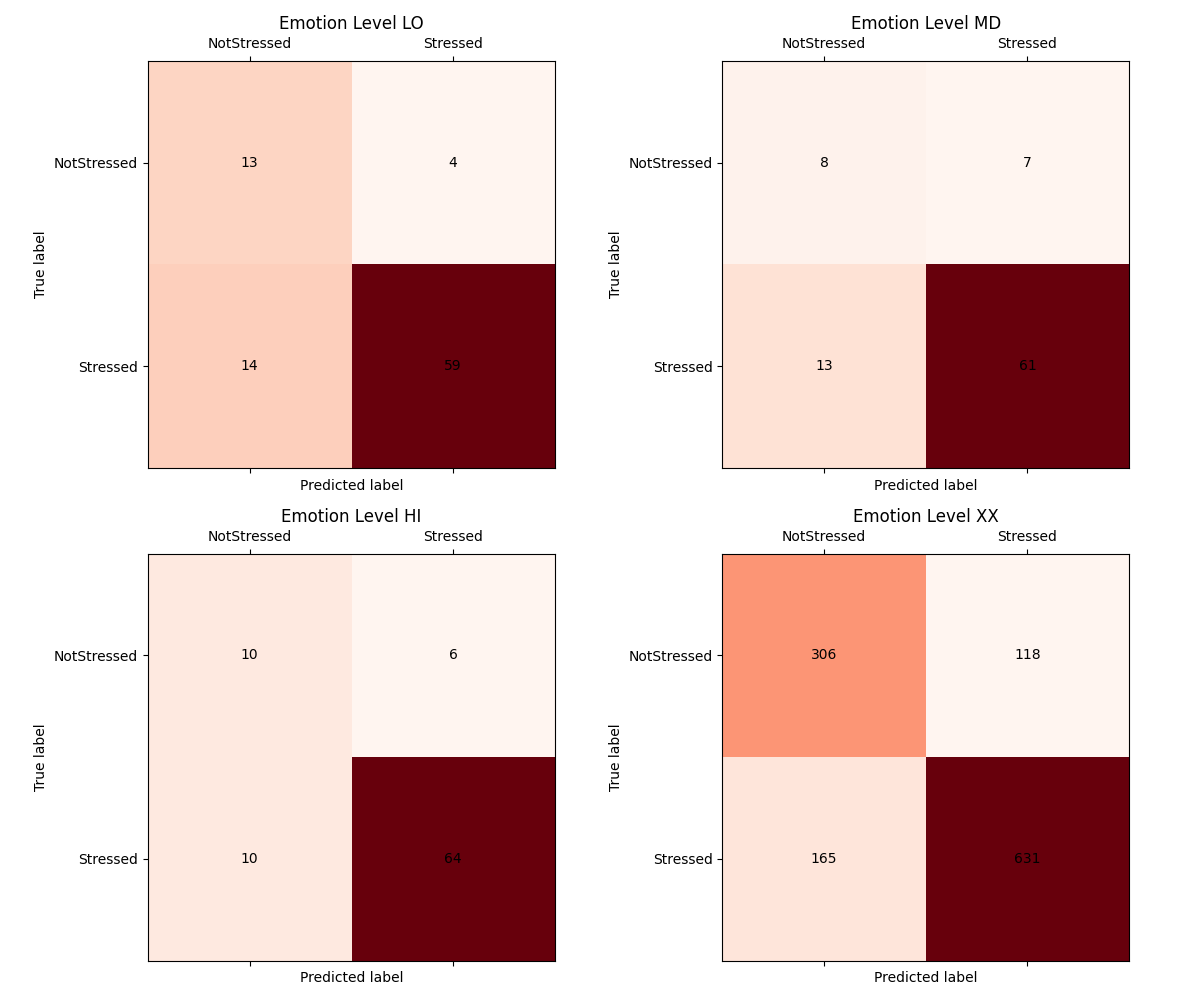 Emotion Level LO
NotStressed Stressed
NotStressed 13 4
True label
Stressed 14 59
Predicted label
Emotion Level MD
NotStressed Stressed
NotStressed 8 7
True label
Stressed 13 61
Predicted label
Emotion Level HI
NotStressed Stressed
NotStressed 10 6
True label
Stressed 10 64
Predicted label
Emotion Level XX
NotStressed Stressed
NotStressed 306 118
True label
Stressed 165 631
Predicted label